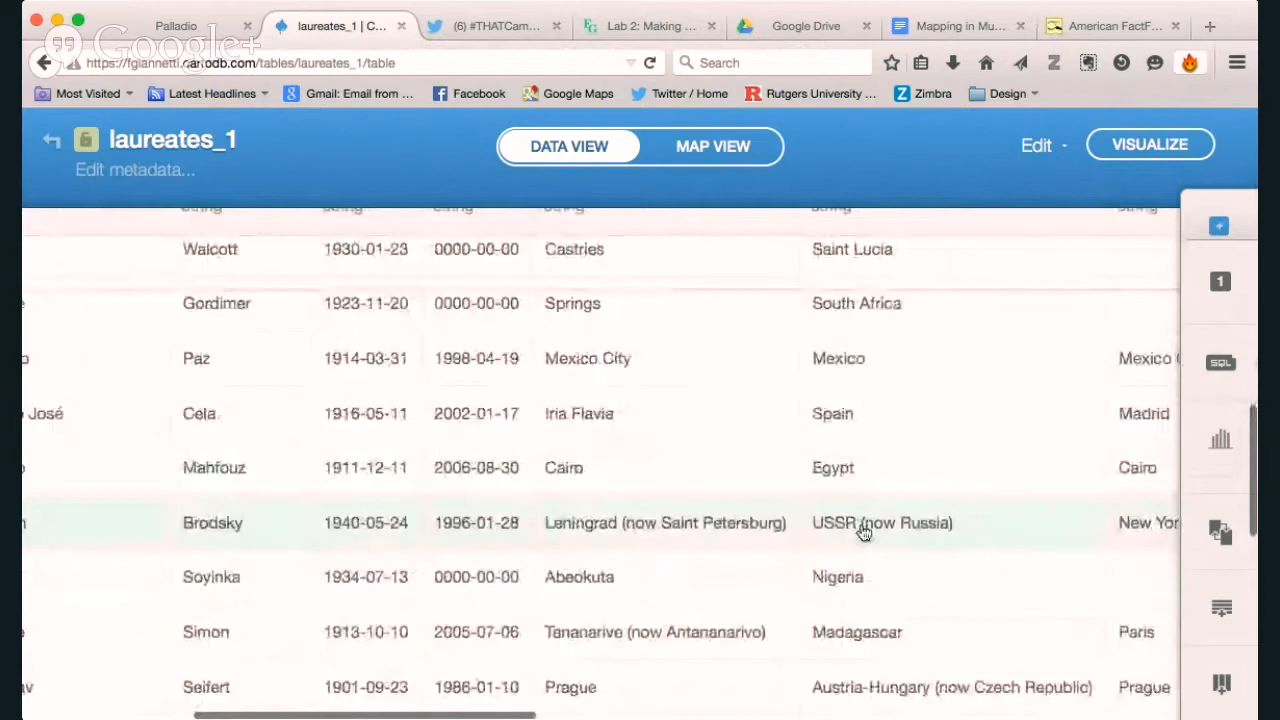 Palladio
laureates_1 | C...
(6) #THATCam...
Lab 2: Making ...
Google Drive
Mapping in Mu...
American FactF...
Google+
https://fgiannetti.cartodb.com/tables/laureates_1/table
Search
Most Visited
Latest Headlines
Gmail: Email from ...
Facebook
Google Maps
Twitter / Home
Rutgers University ...
Zimbra
Design
laureates_1
Edit metadata...
DATA VIEW
MAP VIEW
Edit
VISUALIZE
Walcott 1930-01-23 0000-00-00 Castries Saint Lucia
Gordimer 1923-11-20 0000-00-00 Springs South Africa
Paz 1914-03-31 1998-04-19 Mexico City Mexico Mexico
José Cela 1916-05-11 2002-01-17 Iria Flavia Spain Madrid
Mahfouz 1911-12-11 2006-08-30 Cairo Egypt Cairo
Brodsky 1940-05-24 1996-01-28 Leningrad (now Saint Petersburg) USSR (now Russia) New Yor
Soyinka 1934-07-13 0000-00-00 Abeokuta Nigeria
Simon 1913-10-10 2005-07-06 Tananarive (now Antananarivo) Madagascar Paris
Seifert 1901-09-23 1986-01-10 Prague Austria-Hungary (now Czech Republic) Prague
1
SQL